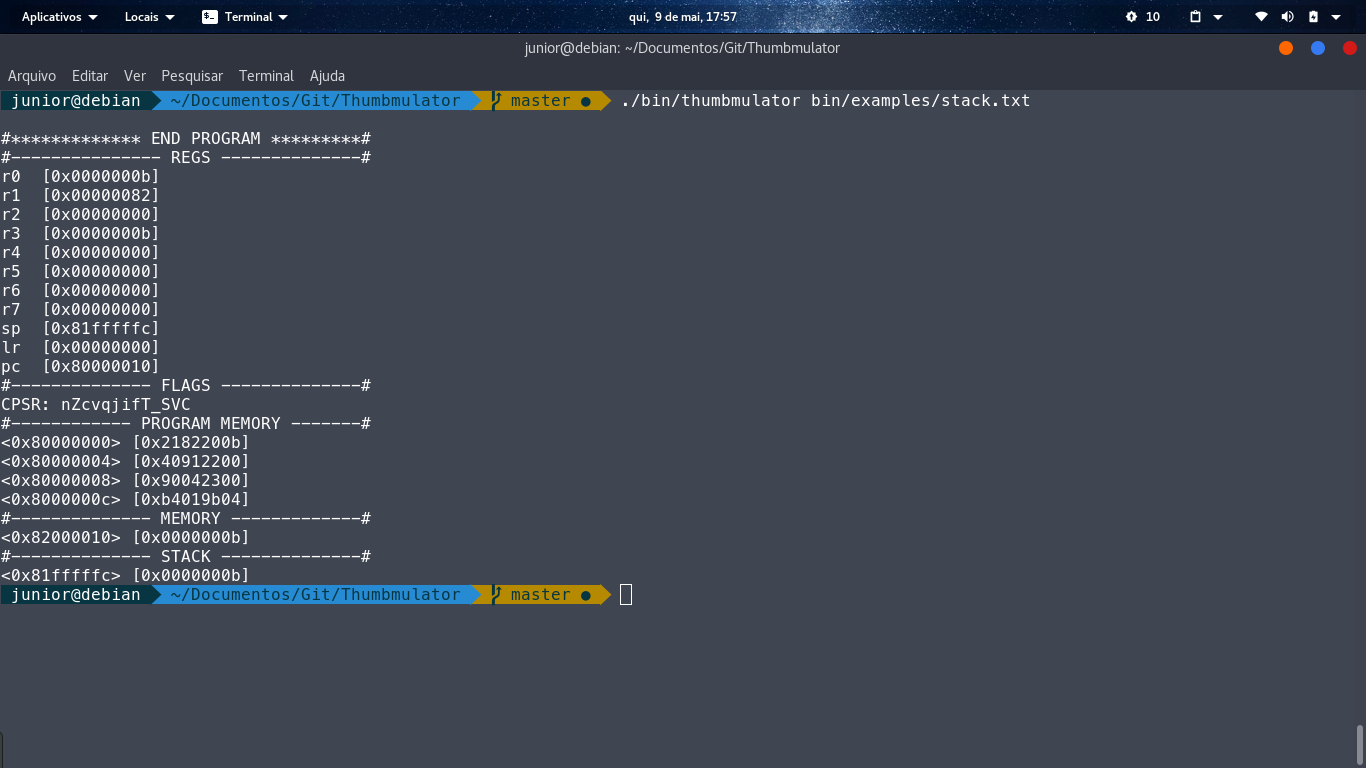 Aplicativos Locais Terminal qui, 9 de mai, 17:57 10
junior@debian: ~/Documentos/Git/Thumbmulator
Arquivo Editar Ver Pesquisar Terminal Ajuda
junior@debian ~/Documentos/Git/Thumbmulator master ● ./bin/thumbmulator bin/examples/stack.txt
#************* END PROGRAM *********#
#--------------- REGS --------------#
r0 [0x0000000b]
r1 [0x00000082]
r2 [0x00000000]
r3 [0x0000000b]
r4 [0x00000000]
r5 [0x00000000]
r6 [0x00000000]
r7 [0x00000000]
sp [0x81fffffc]
lr [0x00000000]
pc [0x80000010]
#-------------- FLAGS --------------#
CPSR: nZcvqjifT_SVC
#------------ PROGRAM MEMORY -------#
<0x80000000> [0x2182200b]
<0x80000004> [0x40912200]
<0x80000008> [0x90042300]
<0x8000000c> [0xb4019b04]
#-------------- MEMORY -------------#
<0x82000010> [0x0000000b]
#-------------- STACK --------------#
<0x81fffffc> [0x0000000b]
junior@debian ~/Documentos/Git/Thumbmulator master ●